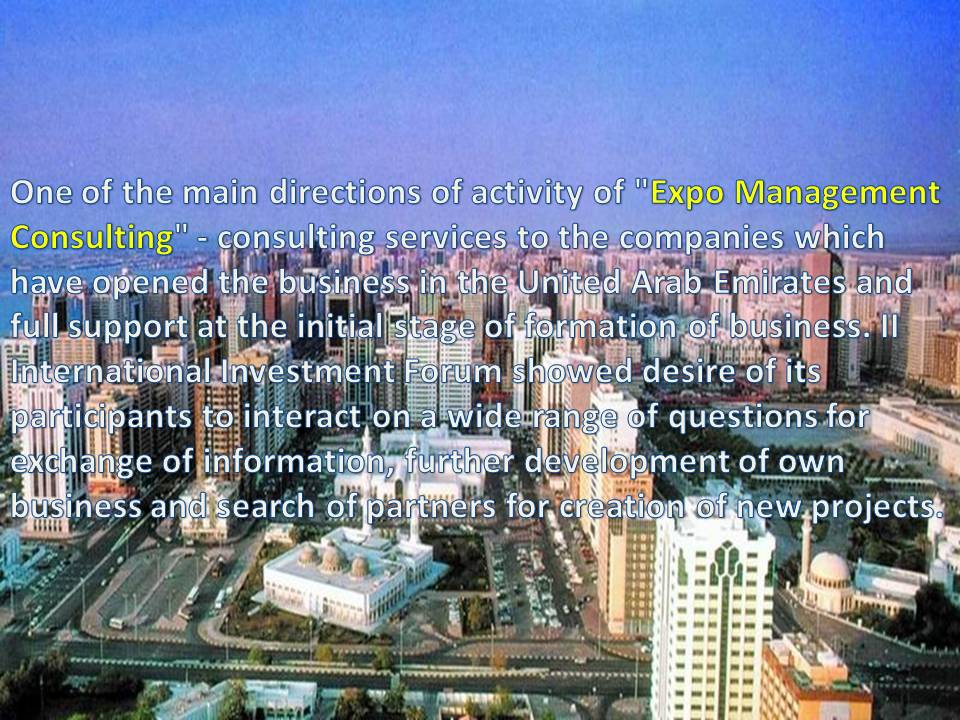 One of the main directions of activity of "Expo Management
Consulting" - consulting services to the companies which
have opened the business in the United Arab Emirates and
full support at the initial stage of formation of business. II
International Investment Forum showed desire of its
participants to interact on a wide range of questions for
exchange of information, further development of own
business and search of partners for creation of new projects.